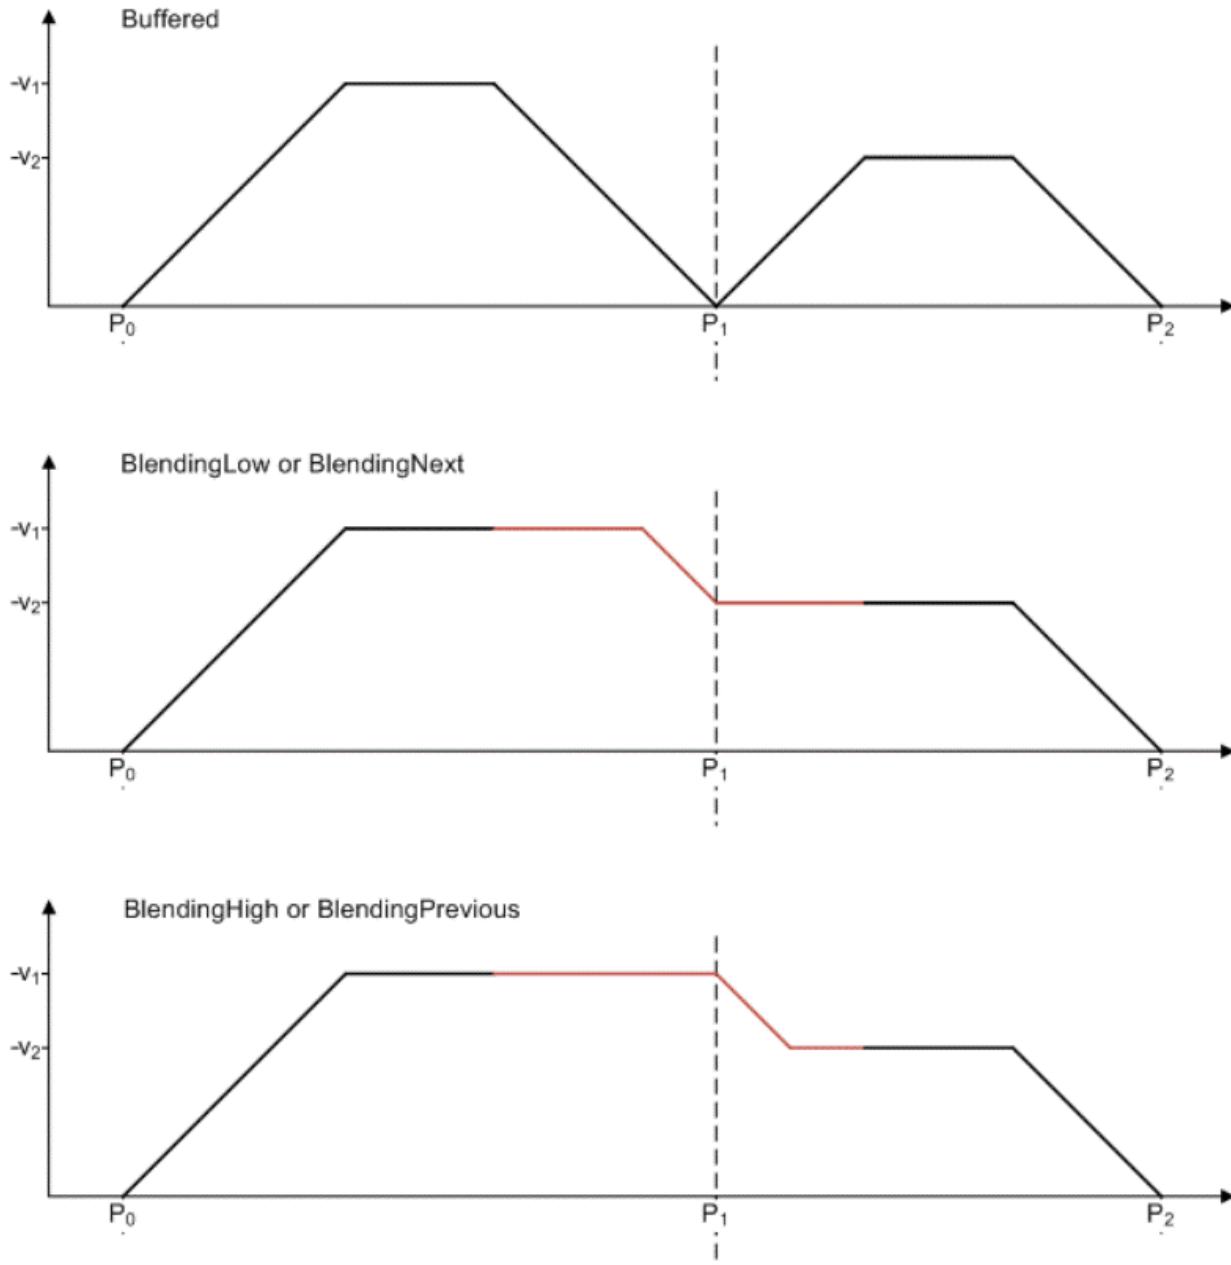 Buffered
-v₁
-v₂
P₀ P₁ P₂
BlendingLow or BlendingNext
-v₁
-v₂
P₀ P₁ P₂
BlendingHigh or BlendingPrevious
-v₁
-v₂
P₀ P₁ P₂